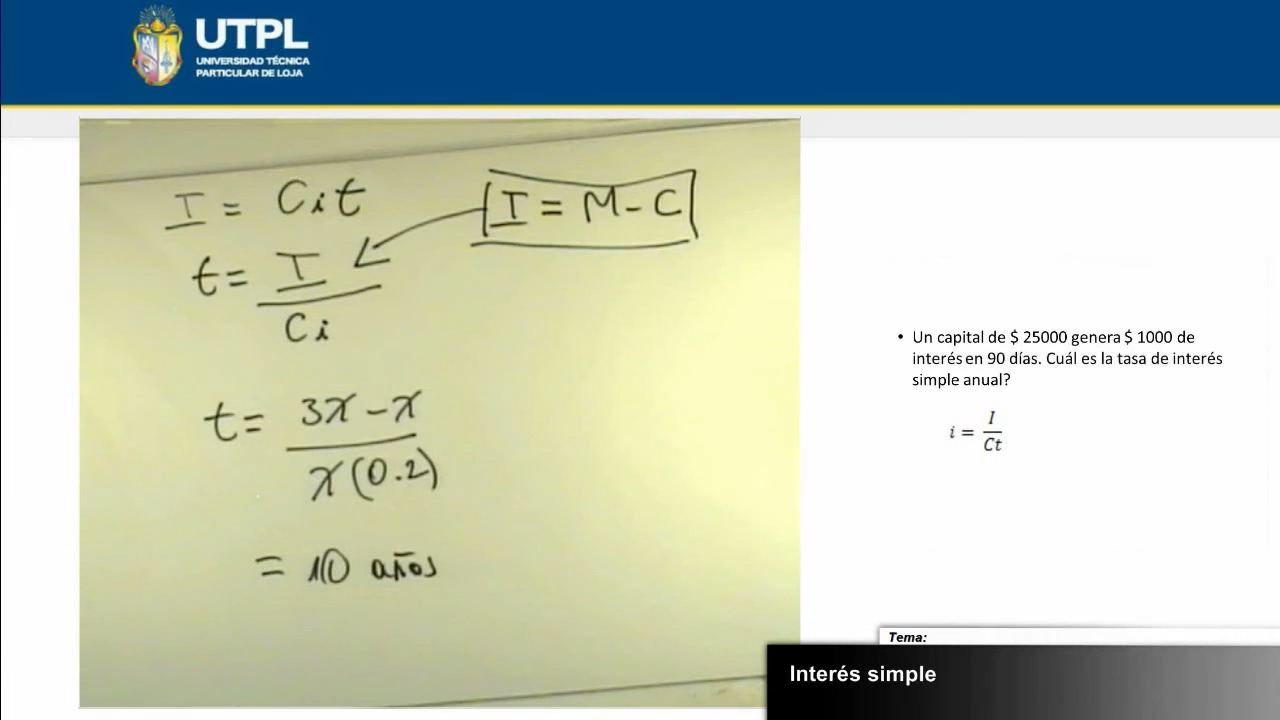 UTPL
UNIVERSIDAD TÉCNICA
PARTICULAR DE LOJA
I = Cit
I = M - C
t = I / Ci
t = 3x - x / x(0.2)
= 10 años
• Un capital de $ 25000 genera $ 1000 de
interés en 90 días. Cuál es la tasa de interés
simple anual?
i = I / Ct
Tema:
Interés simple